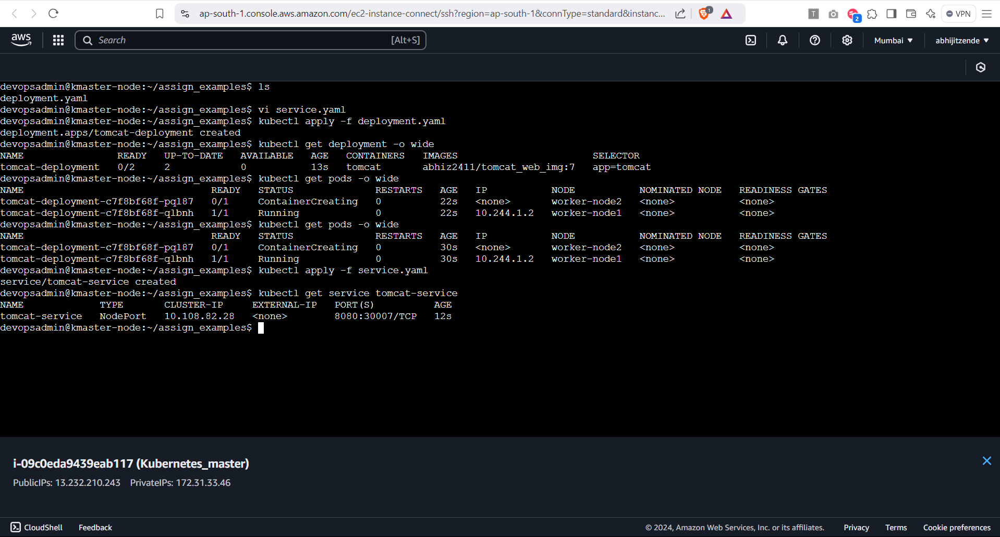 ap-south-1.console.aws.amazon.com/ec2-instance-connect/ssh?region=ap-south-1&connType=standard&instanc...
1
T
2
VPN
aws
Search
[Alt+S]
Mumbai
abhijitzende
devopsadmin@kmaster-node:~/assign_examples$ ls
deployment.yaml
devopsadmin@kmaster-node:~/assign_examples$ vi service.yaml
devopsadmin@kmaster-node:~/assign_examples$ kubectl apply -f deployment.yaml
deployment.apps/tomcat-deployment created
devopsadmin@kmaster-node:~/assign_examples$ kubectl get deployment -o wide
NAME READY UP-TO-DATE AVAILABLE AGE CONTAINERS IMAGES SELECTOR
tomcat-deployment 0/2 2 0 13s tomcat abhiz2411/tomcat_web_img:7 app=tomcat
devopsadmin@kmaster-node:~/assign_examples$ kubectl get pods -o wide
NAME READY STATUS RESTARTS AGE IP NODE NOMINATED NODE READINESS GATES
tomcat-deployment-c7f8bf68f-pql87 0/1 ContainerCreating 0 22s <none> worker-node2 <none> <none>
tomcat-deployment-c7f8bf68f-qlbnh 1/1 Running 0 22s 10.244.1.2 worker-node1 <none> <none>
devopsadmin@kmaster-node:~/assign_examples$ kubectl get pods -o wide
NAME READY STATUS RESTARTS AGE IP NODE NOMINATED NODE READINESS GATES
tomcat-deployment-c7f8bf68f-pql87 0/1 ContainerCreating 0 30s <none> worker-node2 <none> <none>
tomcat-deployment-c7f8bf68f-qlbnh 1/1 Running 0 30s 10.244.1.2 worker-node1 <none> <none>
devopsadmin@kmaster-node:~/assign_examples$ kubectl apply -f service.yaml
service/tomcat-service created
devopsadmin@kmaster-node:~/assign_examples$ kubectl get service tomcat-service
NAME TYPE CLUSTER-IP EXTERNAL-IP PORT(S) AGE
tomcat-service NodePort 10.108.82.28 <none> 8080:30007/TCP 12s
devopsadmin@kmaster-node:~/assign_examples$
i-09c0eda9439eab117 (Kubernetes_master)
PublicIPs: 13.232.210.243 PrivateIPs: 172.31.33.46
CloudShell Feedback © 2024, Amazon Web Services, Inc. or its affiliates. Privacy Terms Cookie preferences